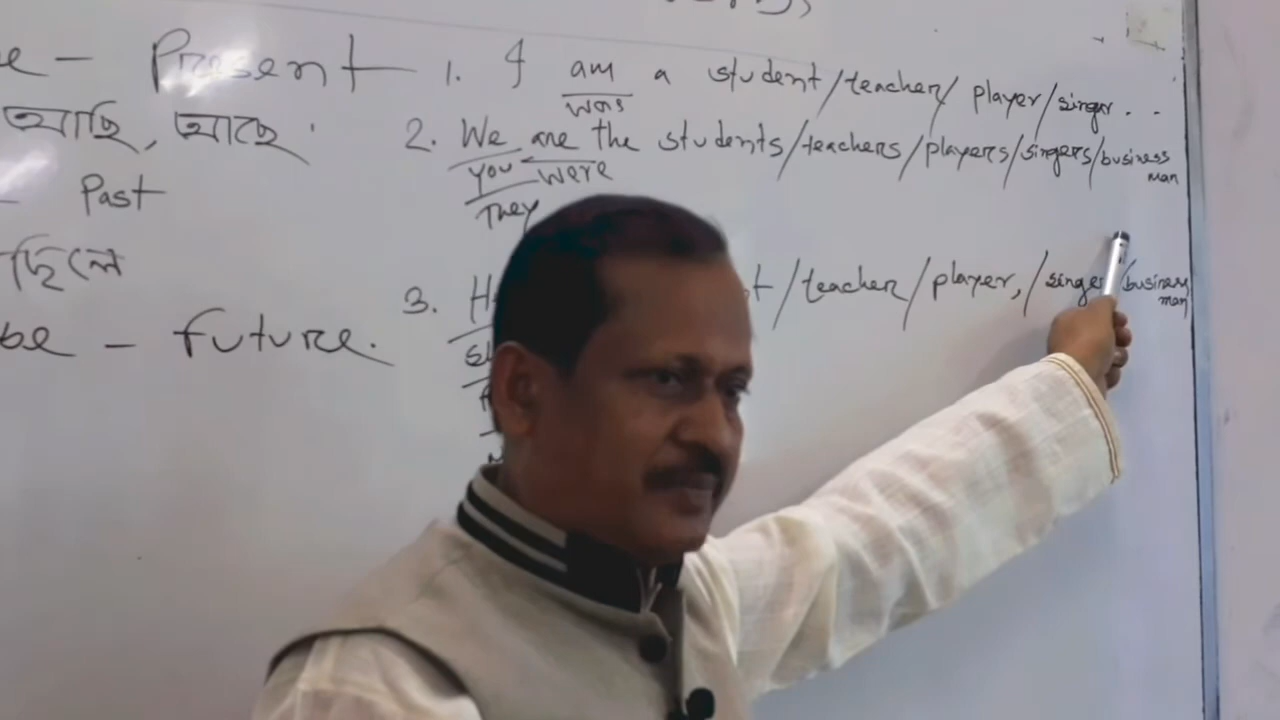 Present 1. I am a student/teacher/player/singer...
was
আছি, আছে. 2. We are the students/teachers/players/singers/business
man
you were
Past They
ছিলে
3. /teacher/player,/singer/business
man
be - future.